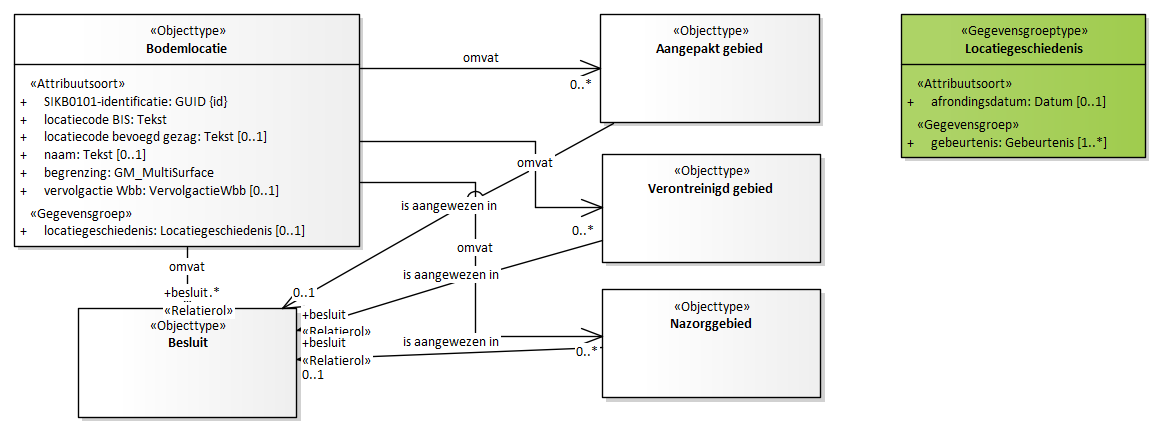 «Objecttype»
Bodemlocatie
«Attribuutsoort»
+ SIKB0101-identificatie: GUID {id}
+ locatiecode BIS: Tekst
+ locatiecode bevoegd gezag: Tekst [0..1]
+ naam: Tekst [0..1]
+ begrenzing: GM_MultiSurface
+ vervolgactie Wbb: VervolgactieWbb [0..1]
«Gegevensgroep»
+ locatiegeschiedenis: Locatiegeschiedenis [0..1]
omvat
0..*
«Objecttype»
Aangepakt gebied
«Gegevensgroeptype»
Locatiegeschiedenis
«Attribuutsoort»
+ afrondingsdatum: Datum [0..1]
«Gegevensgroep»
+ gebeurtenis: Gebeurtenis [1..*]
omvat
0..*
«Objecttype»
Verontreinigd gebied
is aangewezen in
omvat
is aangewezen in
omvat
+besluit.*
«Relatierol»
0..1
+besluit
«Relatierol»
+besluit
«Relatierol»
0..1
is aangewezen in
0..*
«Objecttype»
Nazorggebied
«Objecttype»
Besluit